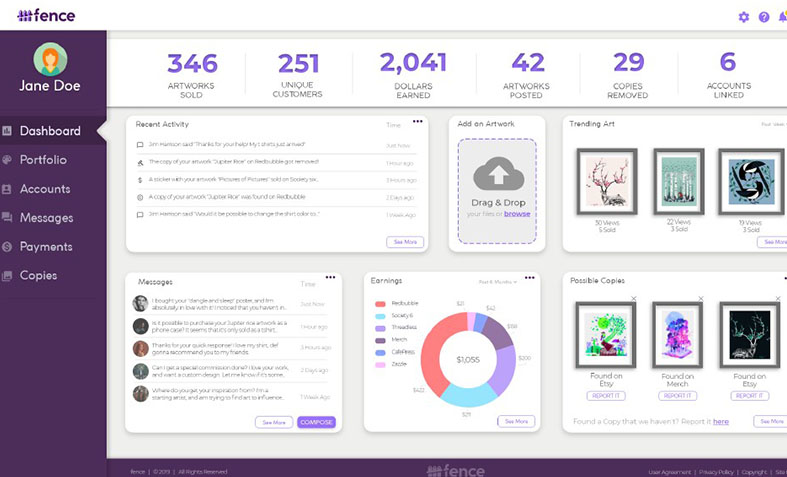 fence
346
ARTWORKS
SOLD
251
UNIQUE
CUSTOMERS
2,041
DOLLARS
EARNED
42
ARTWORKS
POSTED
29
COPIES
REMOVED
6
ACCOUNTS
LINKED
Jane Doe
Dashboard
Portfolio
Accounts
Messages
Payments
Copies
Recent Activity
Time
Jim Harrison said "Thanks for your help! My t shirts just arrived"
Just Now
The copy of your artwork "Jupiter Rice" on Redbubble got removed!
1 Hour ago
A sticker with your artwork "Pictures of Pictures" sold on Society six...
3 Hours ago
A copy of your artwork "Jupiter Rice" was found on Redbubble
2 Days ago
Jim Harrison said "Would it be possible to change the shirt color as..."
1 Week Ago
See More
Add on Artwork
Drag & Drop
your files or browse
Trending Art
30 Views
5 Sold
22 Views
3 Sold
19 Views
3 Sold
See More
Messages
Time
I bought your 'dangle and sleep' poster, and I'm
absolutely in love with it! I noticed that you haven't in...
Just Now
Is it possible to purchase your Jupiter rice artwork as a
phone case? It seems that it's only sold as a shirt,
1 Hour ago
Thanks for your quick response! I love my shirt, def
gonna recommend you to my friends.
3 Hours ago
Can I get a special commission done? I love your work,
and want a custom design. Let me know if it's some...
2 Days ago
Where do you get your inspiration from? I'm a
starting artist, and am trying to find art to influence ...
1 Week Ago
See More
COMPOSE
Earnings
Past 6 Months
Redbubble
Society 6
Threadless
Merch
CafePress
Zazzle
$21
$42
$158
$200
$211
$422
$1,055
See More
Possible Copies
Found on
Etsy
REPORT IT
Found on
Merch
REPORT IT
Found on
Etsy
REPORT IT
Found a Copy that we haven't? Report it here
See More
fence | © 2019 | All Rights Reserved
fence
User Agreement | Privacy Policy | Copyright | Site